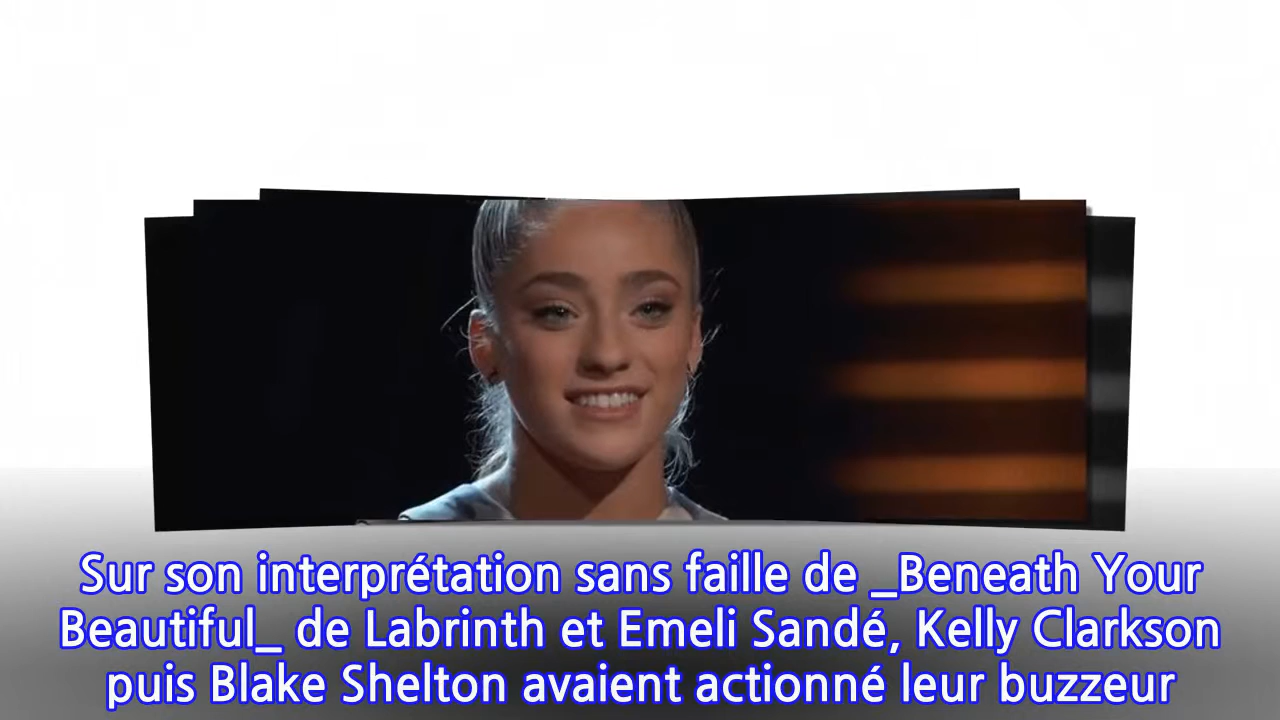 Sur son interprétation sans faille de _Beneath Your
Beautiful_ de Labrinth et Emeli Sandé, Kelly Clarkson
puis Blake Shelton avaient actionné leur buzzeur